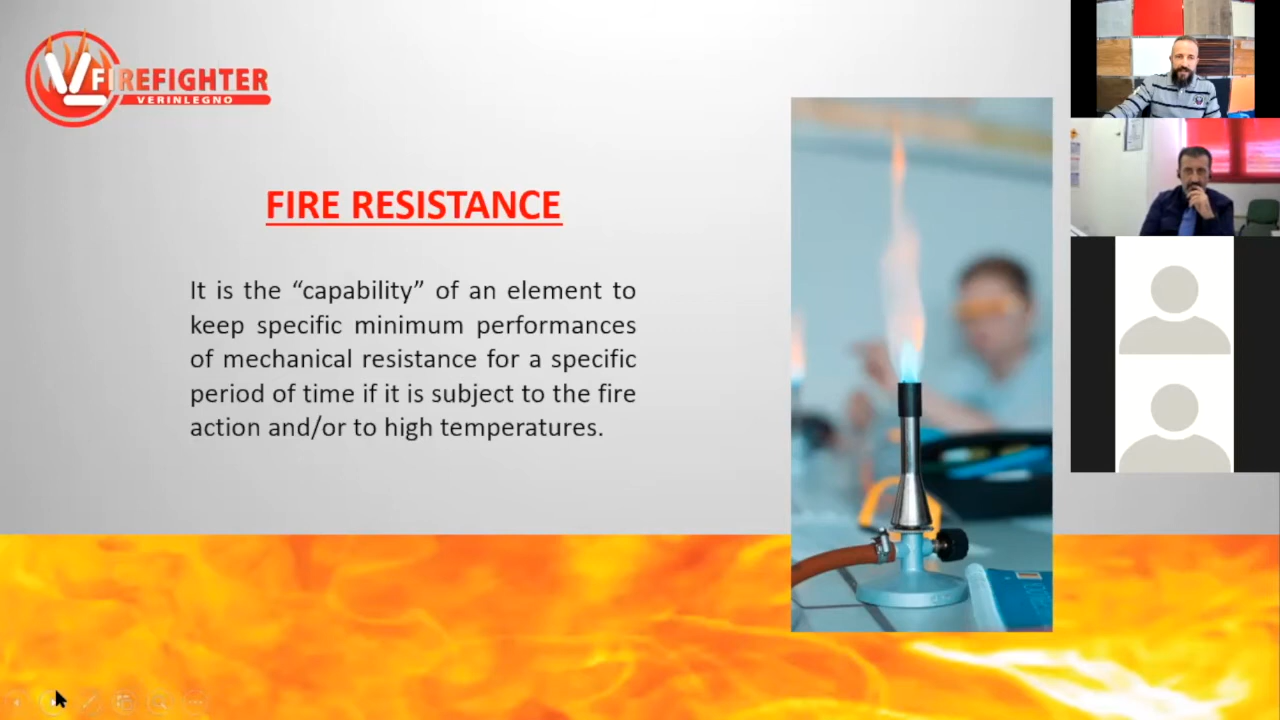 FIREFIGHTER
VERINLEGNO
FIRE RESISTANCE
It is the “capability” of an element to
keep specific minimum performances
of mechanical resistance for a specific
period of time if it is subject to the fire
action and/or to high temperatures.